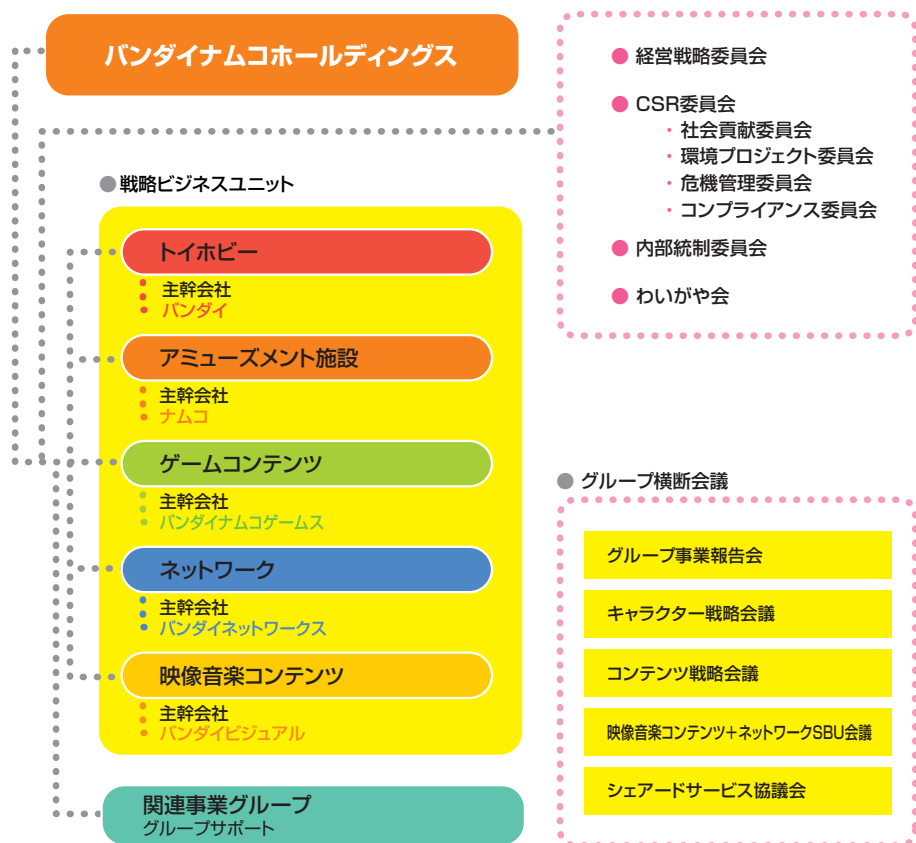 バンダイナムコホールディングス
● 経営戦略委員会
● CSR委員会
・ 社会貢献委員会
・ 環境プロジェクト委員会
・ 危機管理委員会
・ コンプライアンス委員会
● 内部統制委員会
● わいがや会
● 戦略ビジネスユニット
トイホビー
主幹会社
バンダイ
アミューズメント施設
主幹会社
ナムコ
ゲームコンテンツ
主幹会社
バンダイナムコゲームス
ネットワーク
主幹会社
バンダイネットワークス
映像音楽コンテンツ
主幹会社
バンダイビジュアル
関連事業グループ
グループサポート
● グループ横断会議
グループ事業報告会
キャラクター戦略会議
コンテンツ戦略会議
映像音楽コンテンツ+ネットワークSBU会議
シェアードサービス協議会